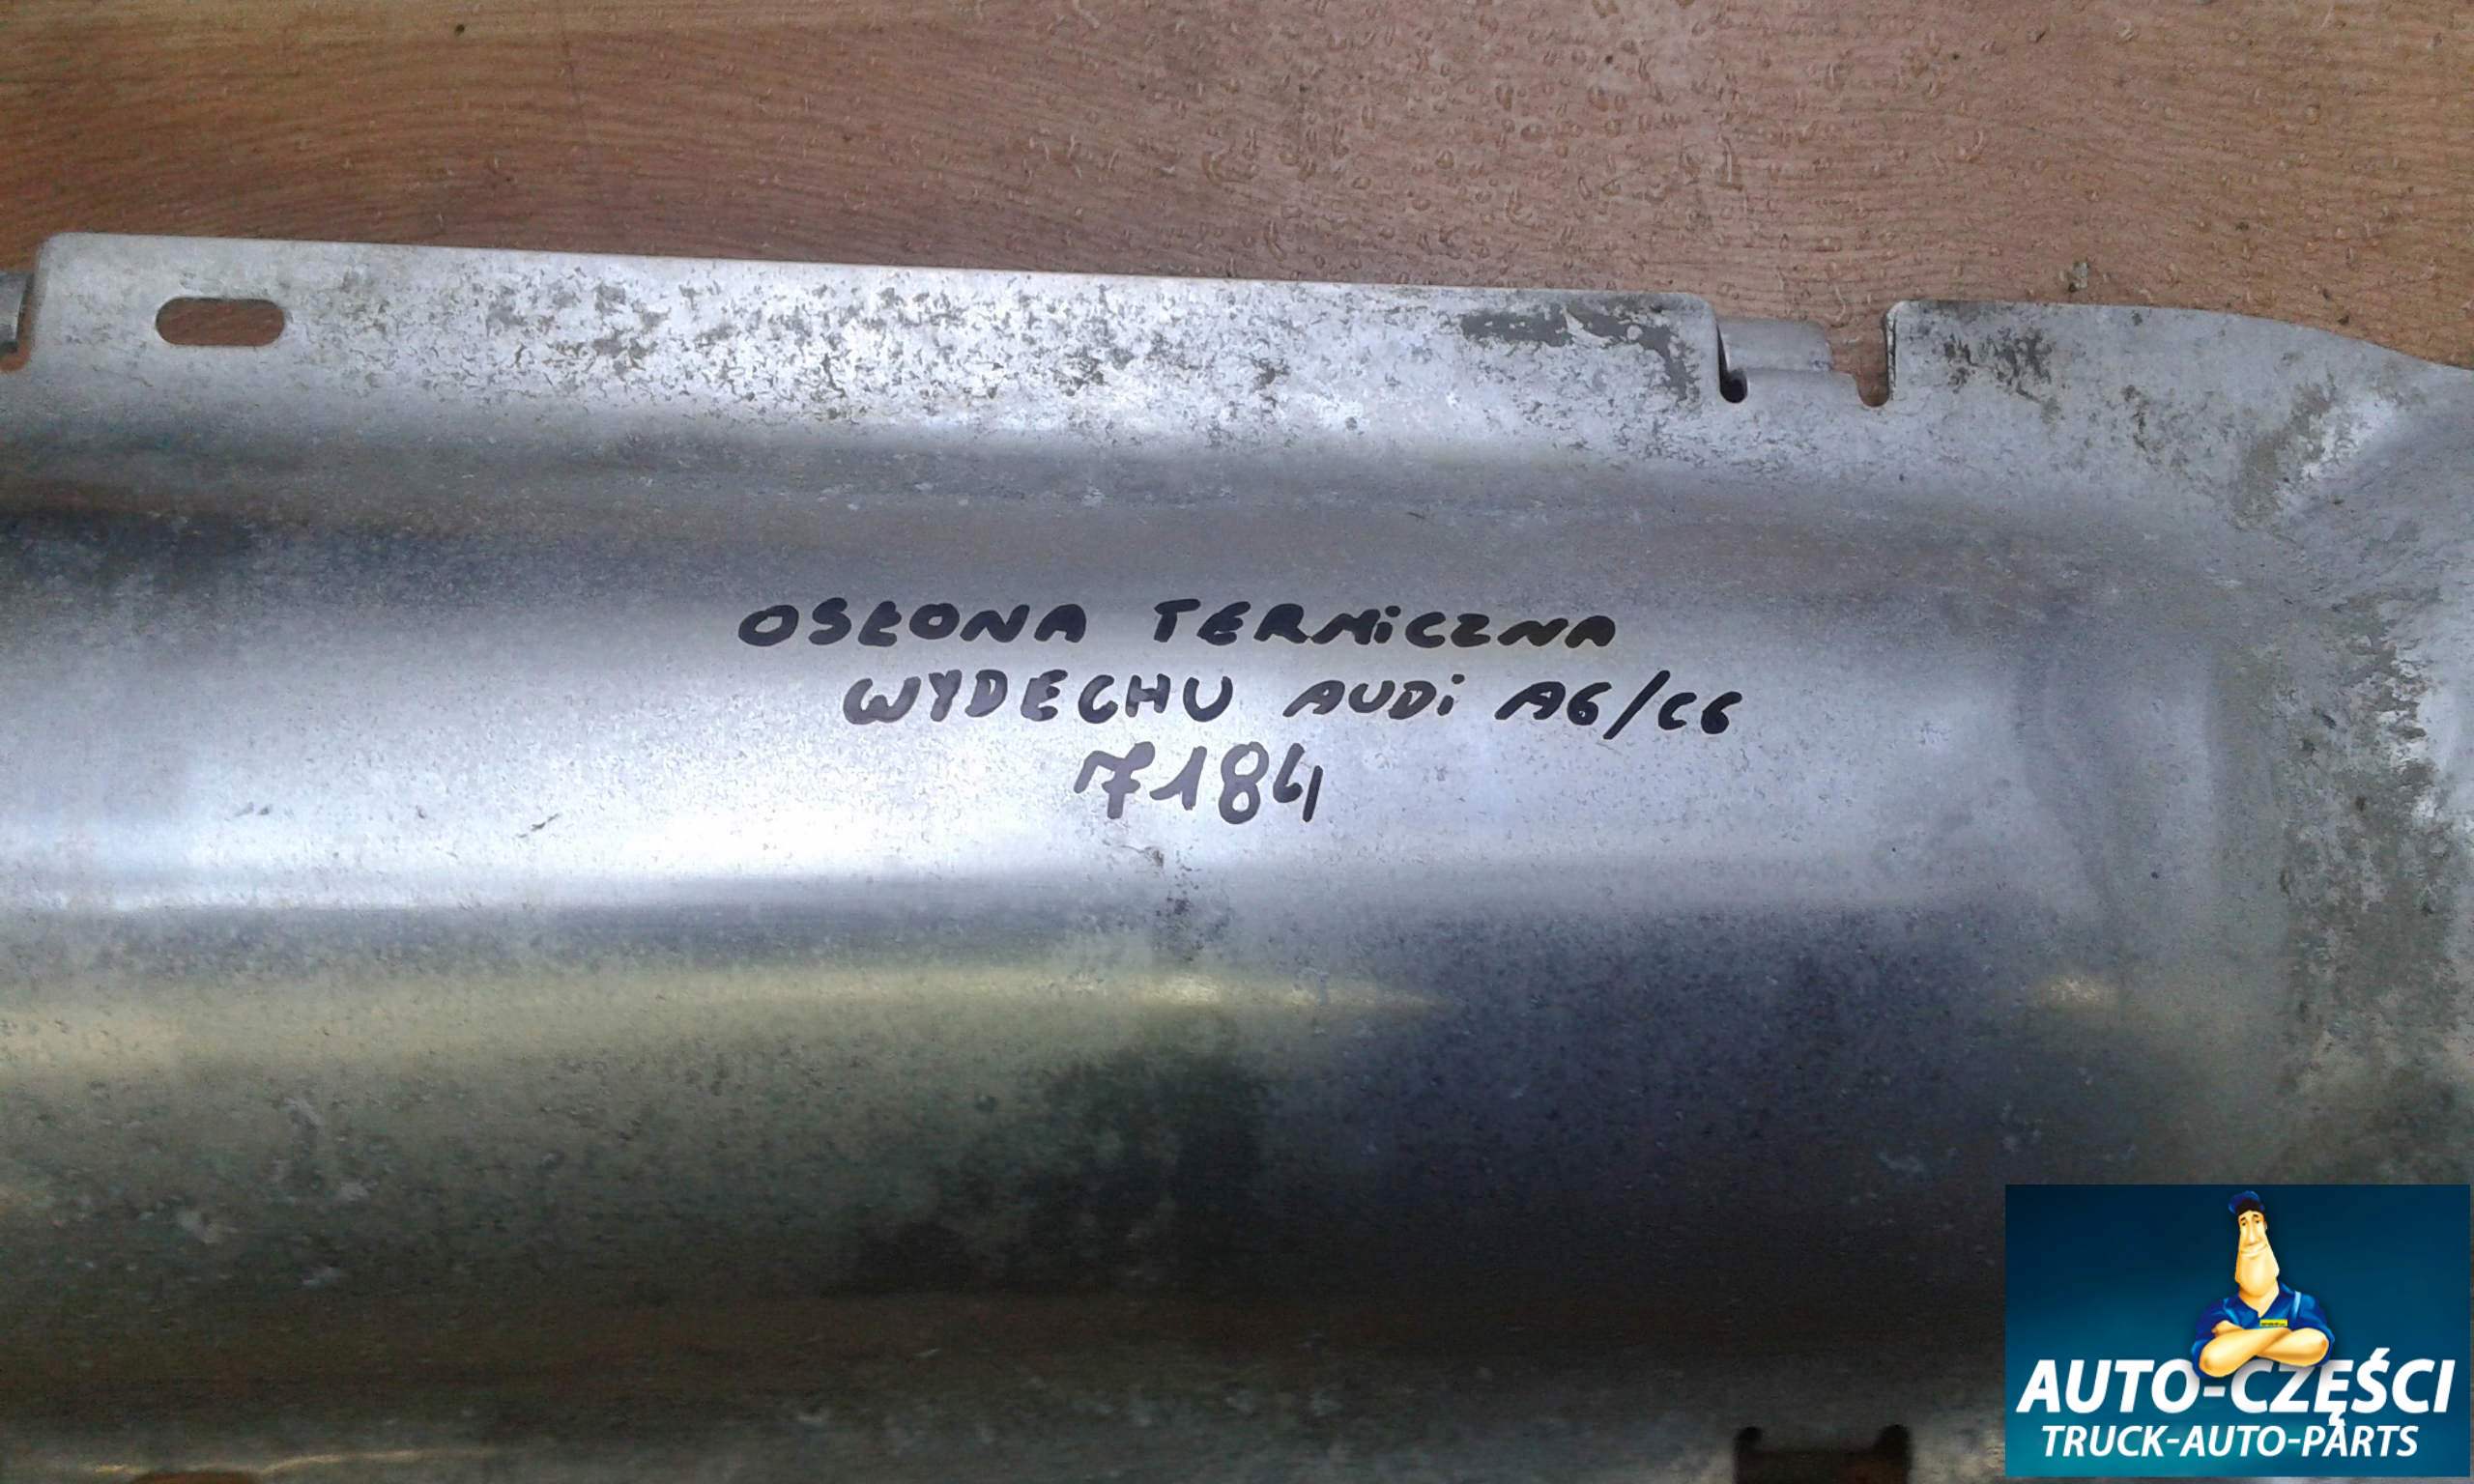 OSŁONA TERMiCZNA
WYDECHU AUDi A6/C6
7184
AUTO-CZĘŚCI
TRUCK-AUTO-PARTS